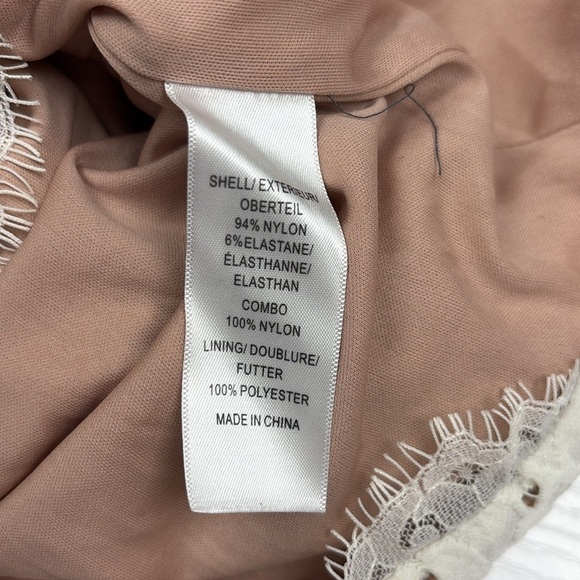 SHELL/ EXTERIEUR/
OBERTEIL
94% NYLON
6% ELASTANE/
ÉLASTHANNE/
ELASTHAN
COMBO
100% NYLON
LINING/ DOUBLURE/
FUTTER
100% POLYESTER
MADE IN CHINA